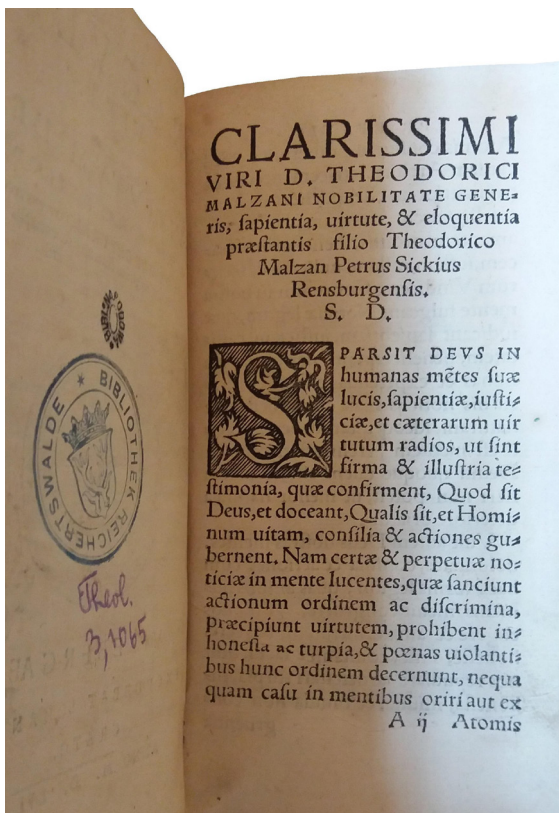 BIBLIOTHEK REICHERTSWALDE
Theol.
3,1065
CLARISSIMI
VIRI D. THEODORICI
MALZANI NOBILITATE GENE⸗
ris, ſapientia, uirtute, & eloquentia
præſtantis filio Theodorico
Malzan Petrus Sickius
Rensburgenſis.
S. D.
SPARSIT DEVS IN
humanas mẽtes ſuæ
lucis,ſapientiæ,iuſti⸗
ciæ,et cæterarum uir
tutum radios, ut ſint
firma & illuſtria te⸗
ſtimonia, quæ confirment, Quod ſit
Deus,et doceant,Qualis ſit,et Homi⸗
num uitam, conſilia & actiones gu⸗
bernent. Nam certæ & perpetuæ no⸗
ticiæ in mente lucentes,quæ ſanciunt
actionum ordinem ac diſcrimina,
præcipiunt uirtutem, prohibent in⸗
honeſta ac turpia,& pœnas uiolanti⸗
bus hunc ordinem decernunt, nequa
quam caſu in mentibus oriri aut ex
A ij Atomis